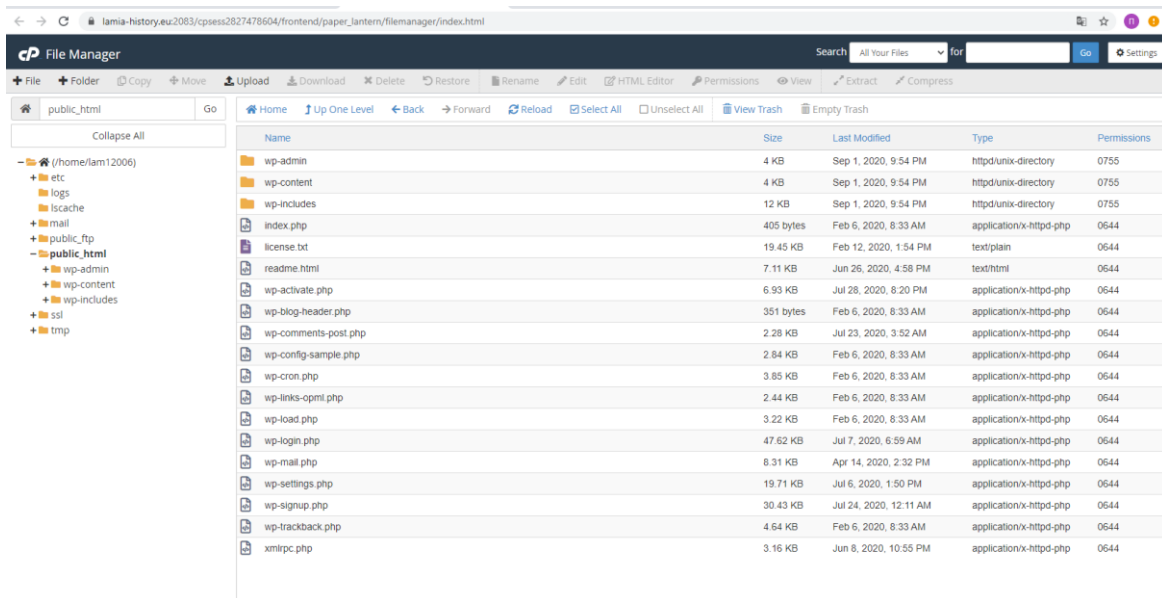 lamia-history.eu:2083/cpsess2827478604/frontend/paper_lantern/filemanager/index.html
П
cP File Manager
Search All Your Files for Go Settings
File Folder Copy Move Upload Download Delete Restore Rename Edit HTML Editor Permissions View Extract Compress
public_html Go Home Up One Level Back Forward Reload Select All Unselect All View Trash Empty Trash
Collapse All
(/home/lam12006)
etc
logs
lscache
mail
public_ftp
public_html
wp-admin
wp-content
wp-includes
ssl
tmp
Name Size Last Modified Type Permissions
wp-admin 4 KB Sep 1, 2020, 9:54 PM httpd/unix-directory 0755
wp-content 4 KB Sep 1, 2020, 9:54 PM httpd/unix-directory 0755
wp-includes 12 KB Sep 1, 2020, 9:54 PM httpd/unix-directory 0755
index.php 405 bytes Feb 6, 2020, 8:33 AM application/x-httpd-php 0644
license.txt 19.45 KB Feb 12, 2020, 1:54 PM text/plain 0644
readme.html 7.11 KB Jun 26, 2020, 4:58 PM text/html 0644
wp-activate.php 6.93 KB Jul 28, 2020, 8:20 PM application/x-httpd-php 0644
wp-blog-header.php 351 bytes Feb 6, 2020, 8:33 AM application/x-httpd-php 0644
wp-comments-post.php 2.28 KB Jul 23, 2020, 3:52 AM application/x-httpd-php 0644
wp-config-sample.php 2.84 KB Feb 6, 2020, 8:33 AM application/x-httpd-php 0644
wp-cron.php 3.85 KB Feb 6, 2020, 8:33 AM application/x-httpd-php 0644
wp-links-opml.php 2.44 KB Feb 6, 2020, 8:33 AM application/x-httpd-php 0644
wp-load.php 3.22 KB Feb 6, 2020, 8:33 AM application/x-httpd-php 0644
wp-login.php 47.62 KB Jul 7, 2020, 6:59 AM application/x-httpd-php 0644
wp-mail.php 8.31 KB Apr 14, 2020, 2:32 PM application/x-httpd-php 0644
wp-settings.php 19.71 KB Jul 6, 2020, 1:50 PM application/x-httpd-php 0644
wp-signup.php 30.43 KB Jul 24, 2020, 12:11 AM application/x-httpd-php 0644
wp-trackback.php 4.64 KB Feb 6, 2020, 8:33 AM application/x-httpd-php 0644
xmlrpc.php 3.16 KB Jun 8, 2020, 10:55 PM application/x-httpd-php 0644